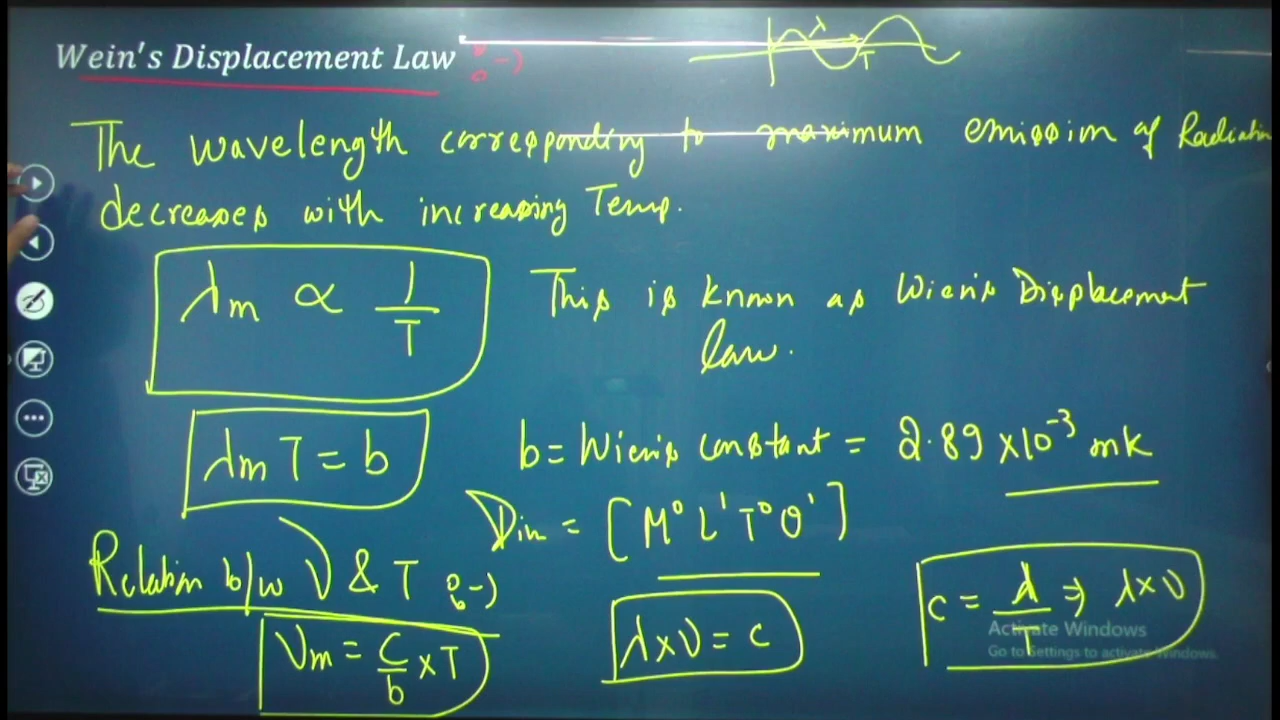 Wein's Displacement Law :-)
λ T
The wavelength corresponding to maximum emission of Radiation
decreases with increasing Temp.
λm ∝ 1/T
This is known as Wien's Displacement
law.
λm T = b
b = Wien's constant = 2.89 × 10⁻³ mk
Dim = [M⁰ L¹ T⁰ θ¹]
Relation b/w ν & T :-)
νm = c/b × T
λ × ν = c
c = λ/T ⇒ λ × ν
Activate Windows
Go to Settings to activate Windows.